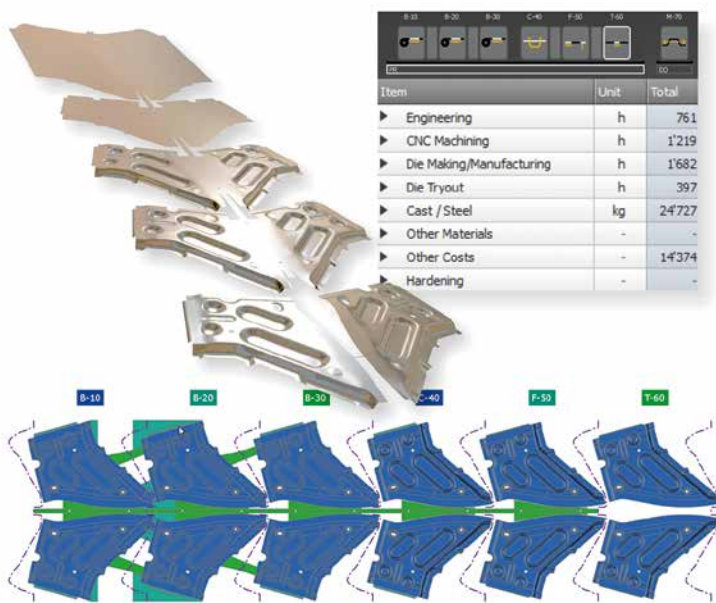 B-10 B-20 B-30 C-40 F-50 T-60 M-70
PR EO
Item Unit Total
Engineering h 761
CNC Machining h 1'219
Die Making/Manufacturing h 1'682
Die Tryout h 397
Cast / Steel kg 24'727
Other Materials - -
Other Costs - 14'374
Hardening - -
B-10 B-20 B-30 C-40 F-50 T-60